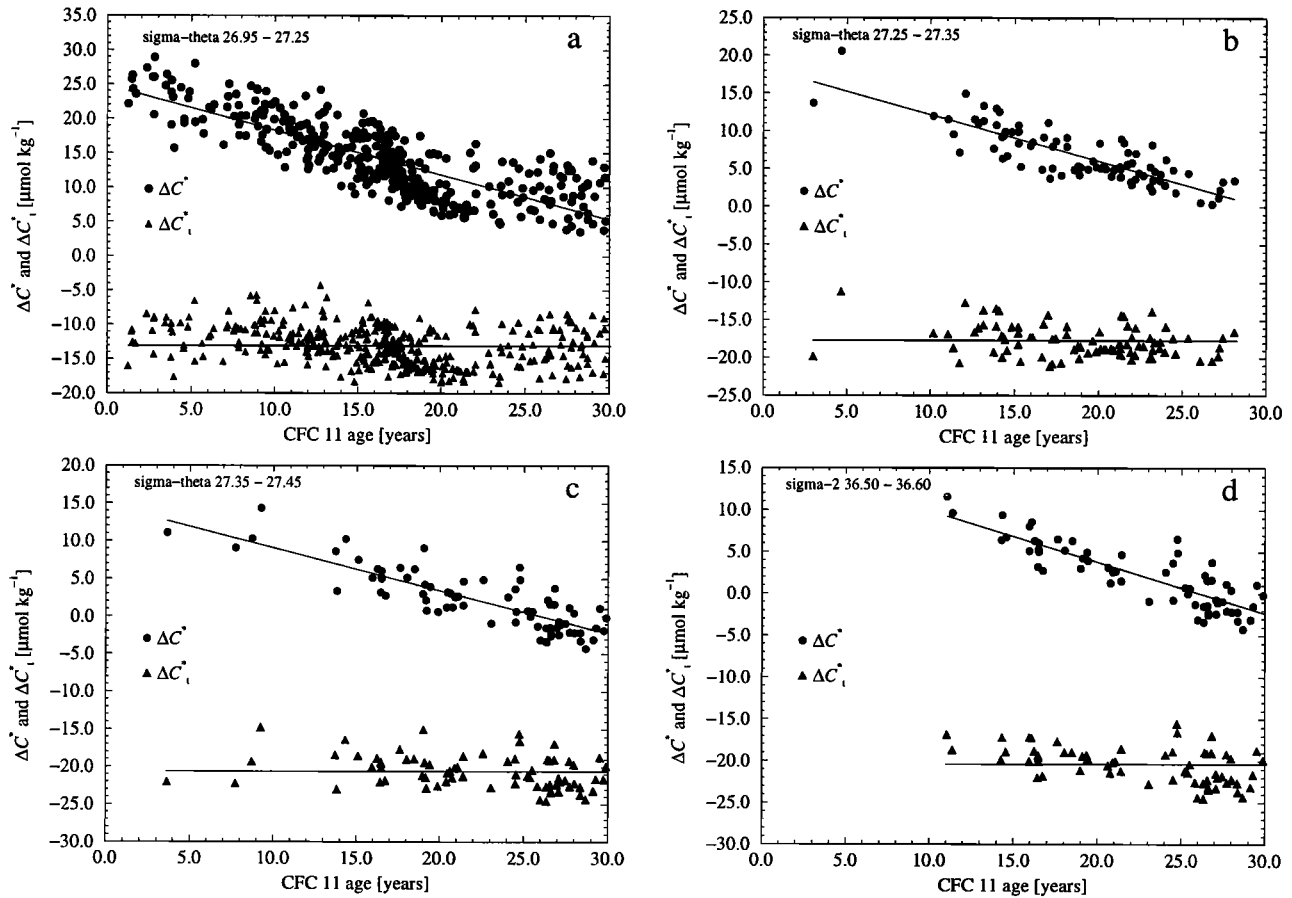 a
sigma−theta 26.95 − 27.25
35.0
30.0
25.0
20.0
15.0
10.0
5.0
0.0
−5.0
−10.0
−15.0
−20.0
ΔC* and ΔC*t [μmol kg⁻¹]
ΔC*
ΔC*t
0.0 5.0 10.0 15.0 20.0 25.0 30.0
CFC 11 age [years]
b
sigma−theta 27.25 − 27.35
25.0
20.0
15.0
10.0
5.0
0.0
−5.0
−10.0
−15.0
−20.0
−25.0
ΔC* and ΔC*t [μmol kg⁻¹]
ΔC*
ΔC*t
0.0 5.0 10.0 15.0 20.0 25.0 30.0
CFC 11 age [years]
c
sigma−theta 27.35 − 27.45
20.0
15.0
10.0
5.0
0.0
−5.0
−10.0
−15.0
−20.0
−25.0
−30.0
ΔC* and ΔC*t [μmol kg⁻¹]
ΔC*
ΔC*t
0.0 5.0 10.0 15.0 20.0 25.0 30.0
CFC 11 age [years]
d
sigma−2 36.50 − 36.60
15.0
10.0
5.0
0.0
−5.0
−10.0
−15.0
−20.0
−25.0
−30.0
ΔC* and ΔC*t [μmol kg⁻¹]
ΔC*
ΔC*t
0.0 5.0 10.0 15.0 20.0 25.0 30.0
CFC 11 age [years]